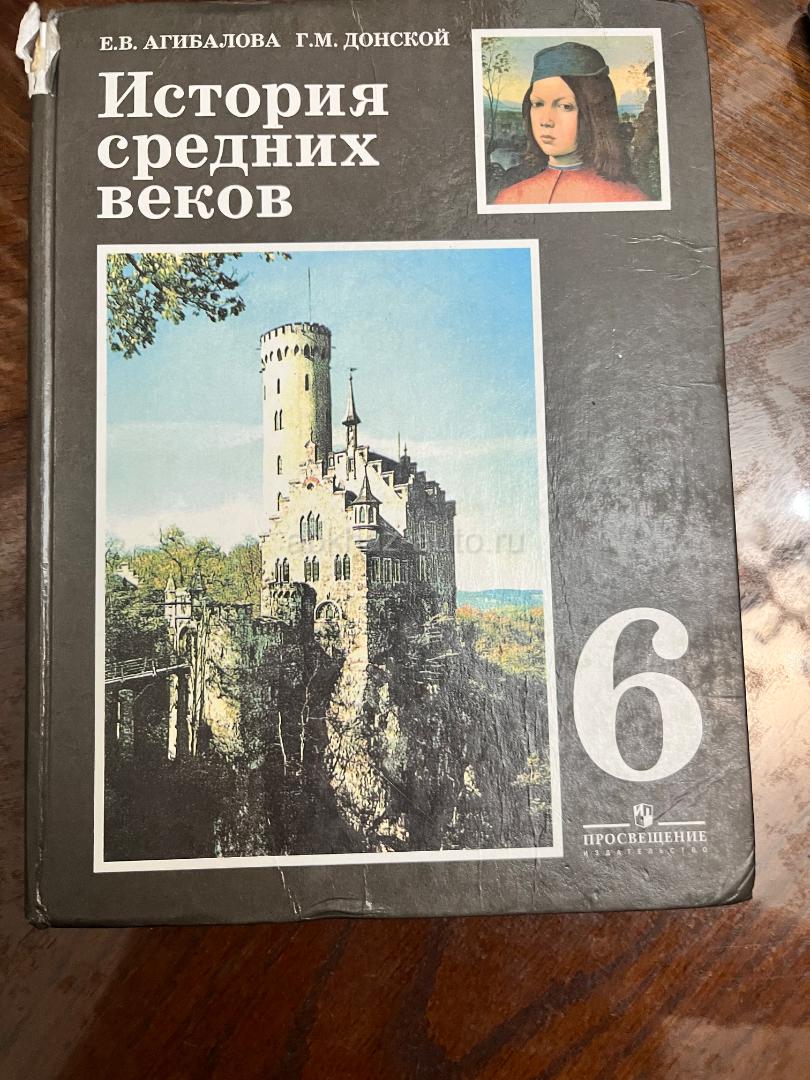 Е.В. АГИБАЛОВА Г.М. ДОНСКОЙ
История
средних
веков
6
ПРОСВЕЩЕНИЕ
ИЗДАТЕЛЬСТВО